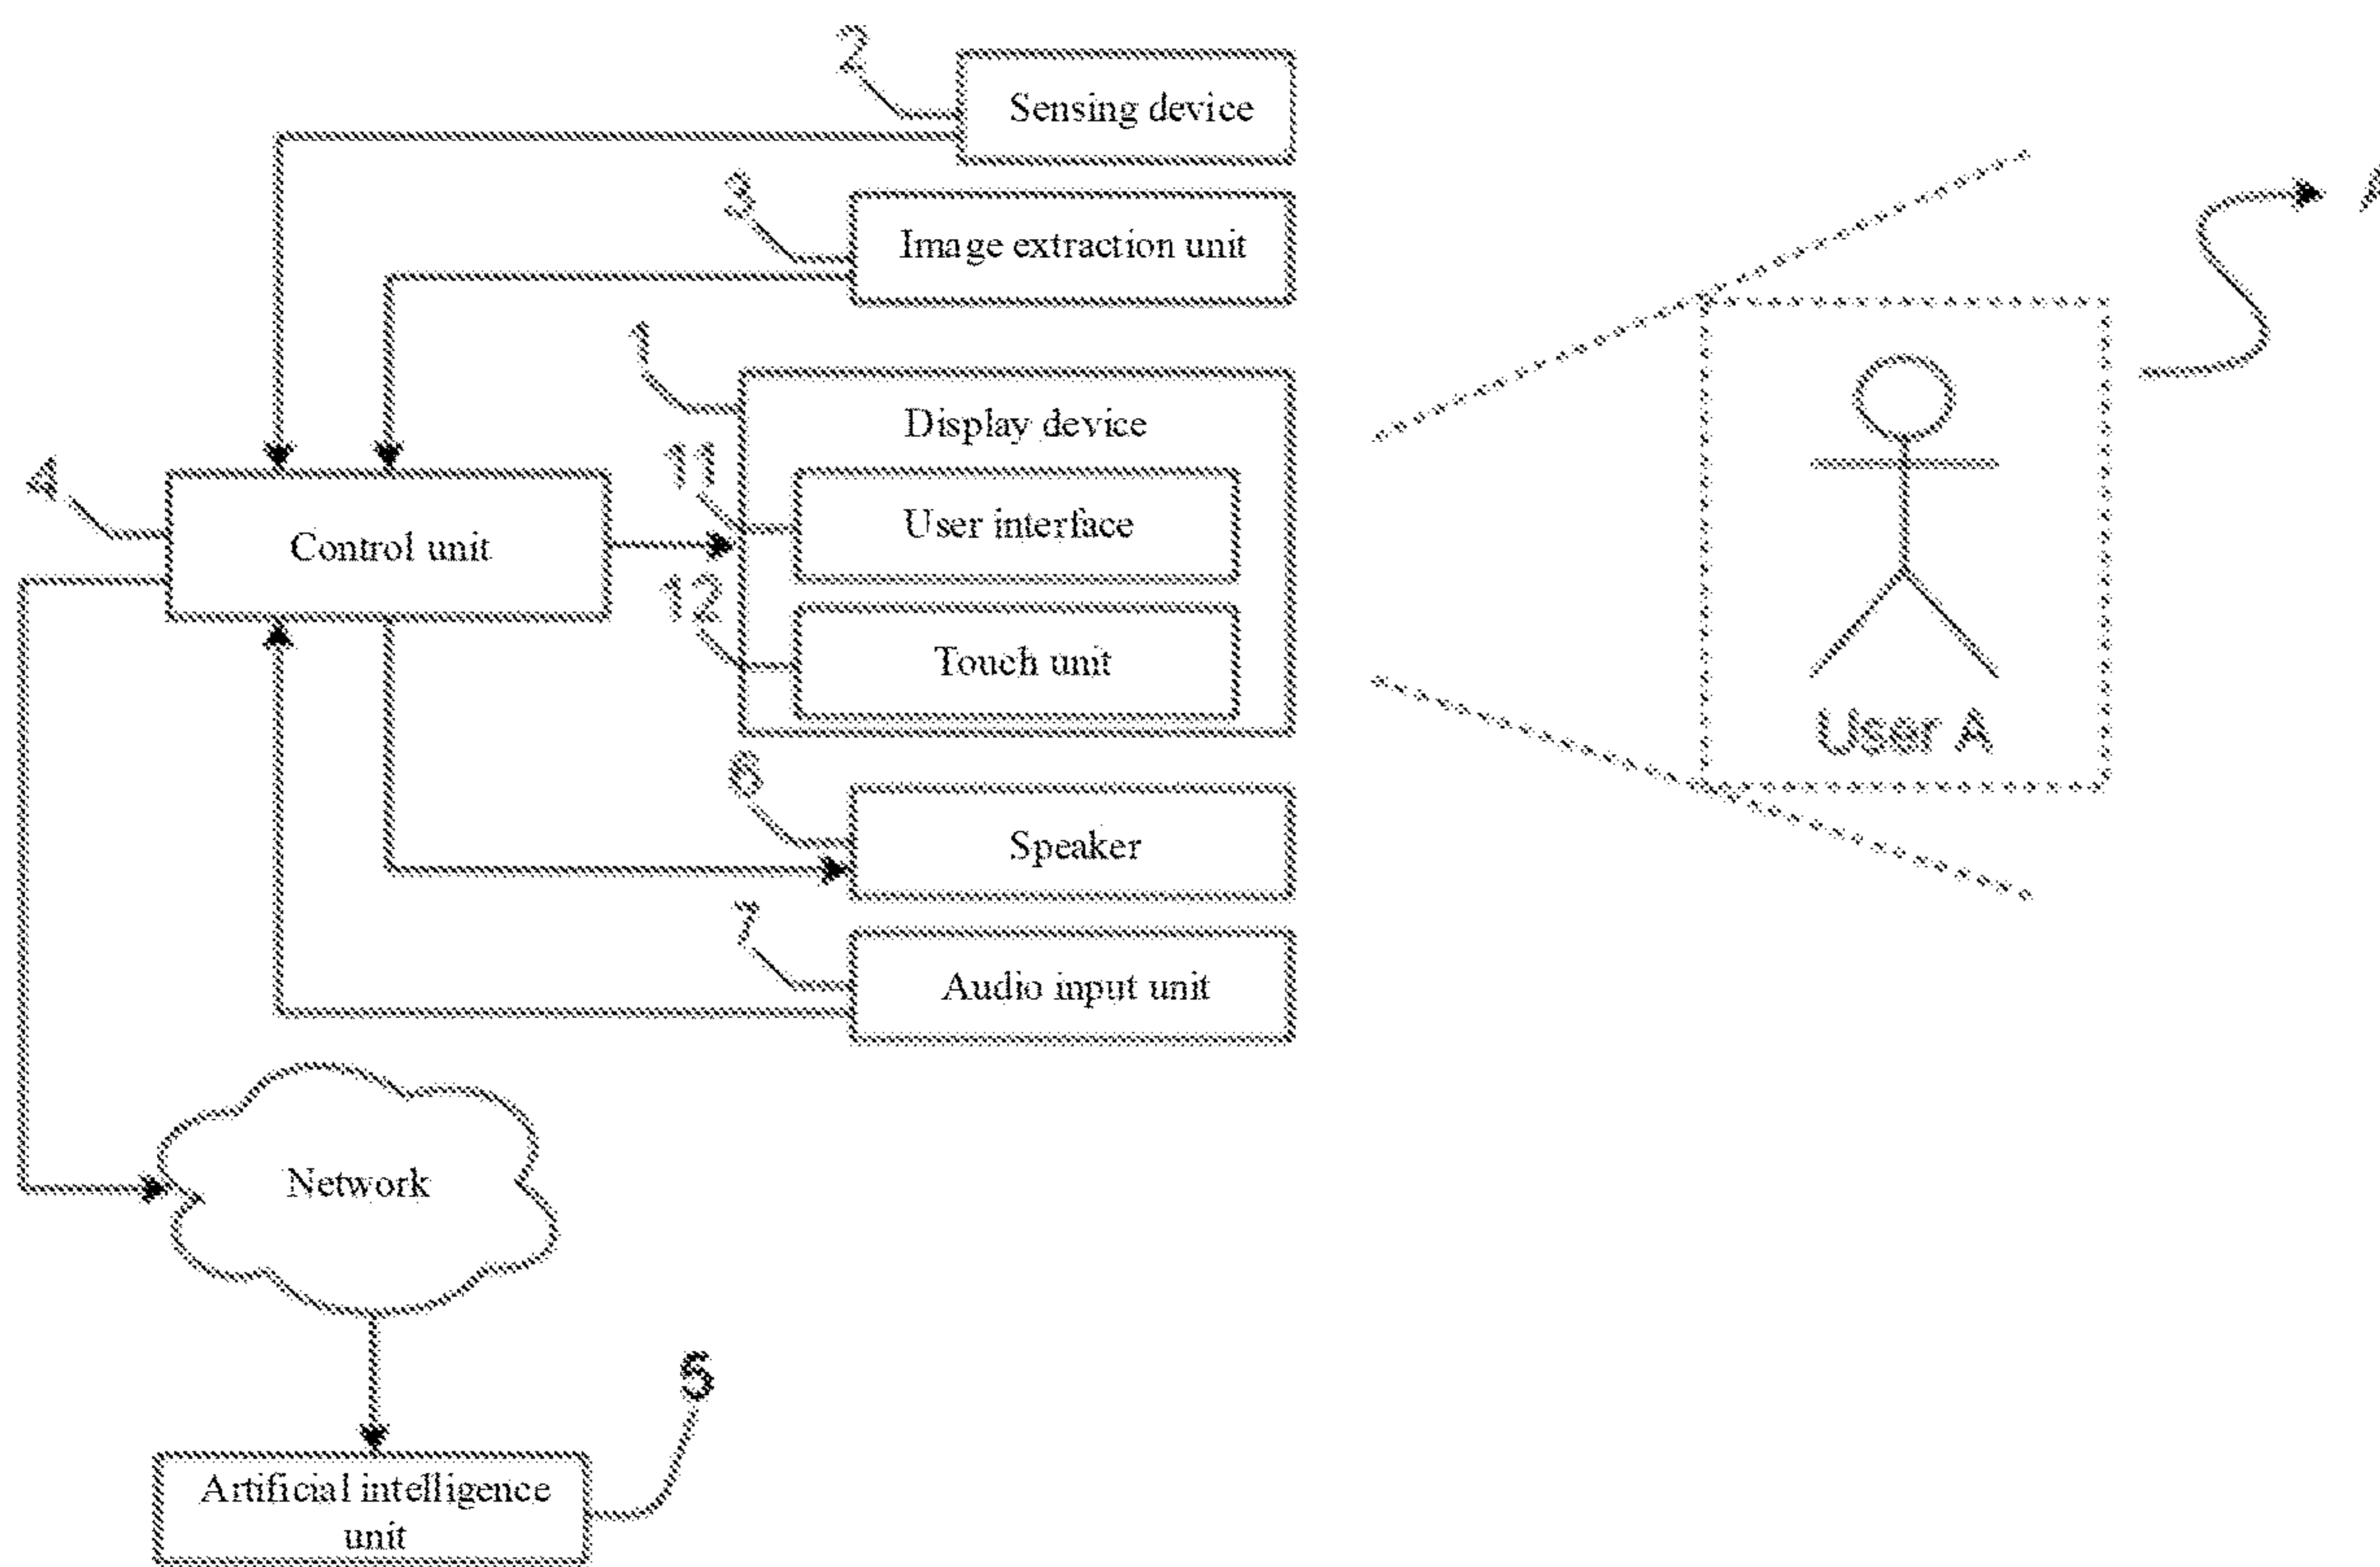 2
Sensing device
3
Image extraction unit
1
Display device
11
User interface
12
Touch unit
4
Control unit
6
Speaker
7
Audio input unit
Network
5
Artificial intelligence
unit
User A